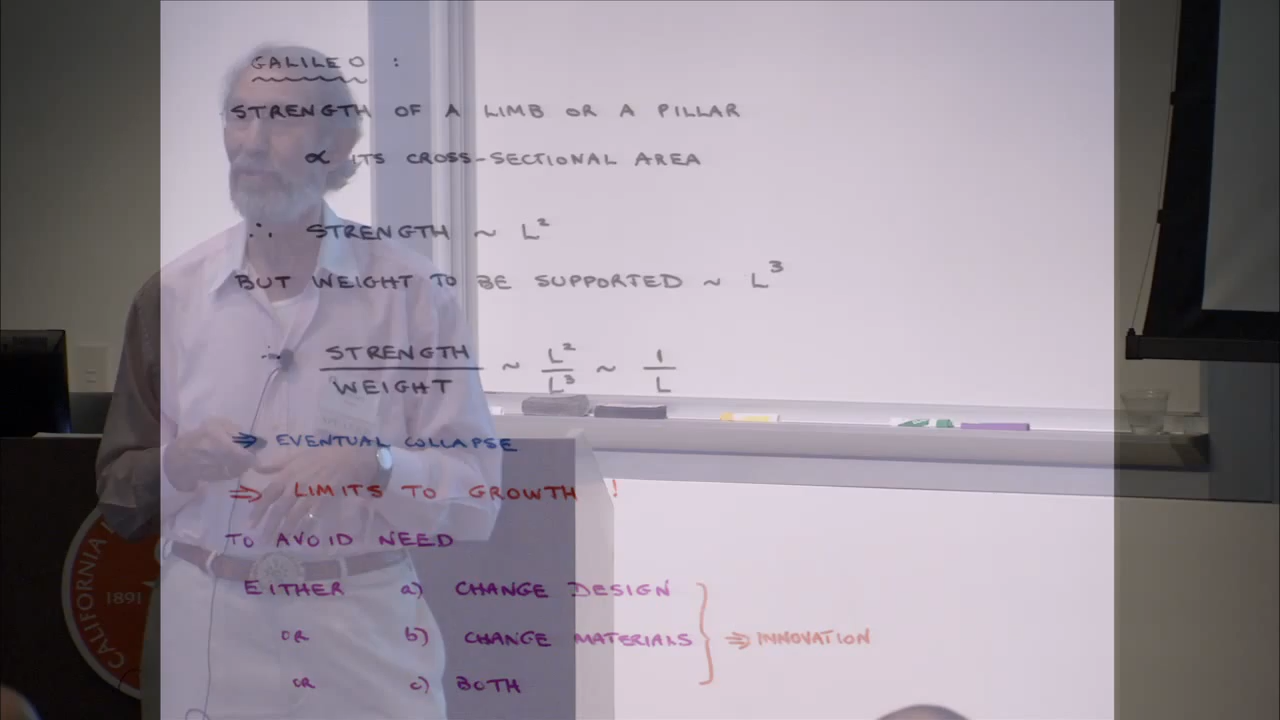 GALILEO :
STRENGTH OF A LIMB OR A PILLAR
∝ ITS CROSS-SECTIONAL AREA
∴ STRENGTH ~ L²
BUT WEIGHT TO BE SUPPORTED ~ L³
∴ STRENGTH/WEIGHT ~ L²/L³ ~ 1/L
⇒ EVENTUAL COLLAPSE
⇒ LIMITS TO GROWTH !
TO AVOID NEED
EITHER a) CHANGE DESIGN
OR b) CHANGE MATERIALS } ⇒ INNOVATION
OR c) BOTH
CALIFORNIA
1891